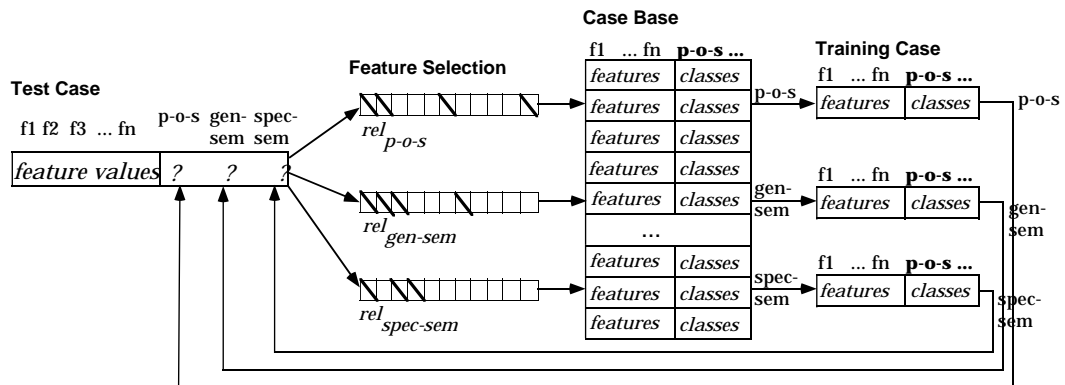 Case Base
f1 ... fn p-o-s ...
Training Case
Feature Selection
Test Case
f1 ... fn p-o-s ...
features classes
features classes
features classes
features classes
features classes
...
features classes
features classes
features classes
p-o-s
features classes
p-o-s
f1 f2 f3 ... fn
p-o-s gen-sem spec-sem
feature values ? ? ?
rel p-o-s
rel gen-sem
rel spec-sem
gen-
sem
f1 ... fn p-o-s ...
features classes
gen-
sem
spec-
sem
f1 ... fn p-o-s ...
features classes
spec-
sem